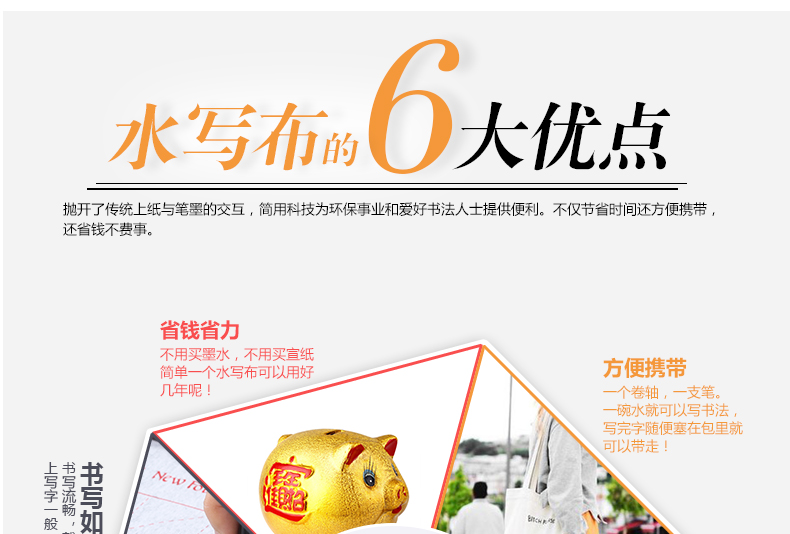 水写布的6大优点
抛开了传统上纸与笔墨的交互，简用科技为环保事业和爱好书法人士提供便利。不仅节省时间还方便携带，
还省钱不费事。
省钱省力
不用买墨水，不用买宣纸
简单一个水写布可以用好
几年呢！
方便携带
一个卷轴，一支笔。
一碗水就可以写书法，
写完字随便塞在包里就
可以带走！
书写如
书写流畅，
上写字一般
New
招财进宝